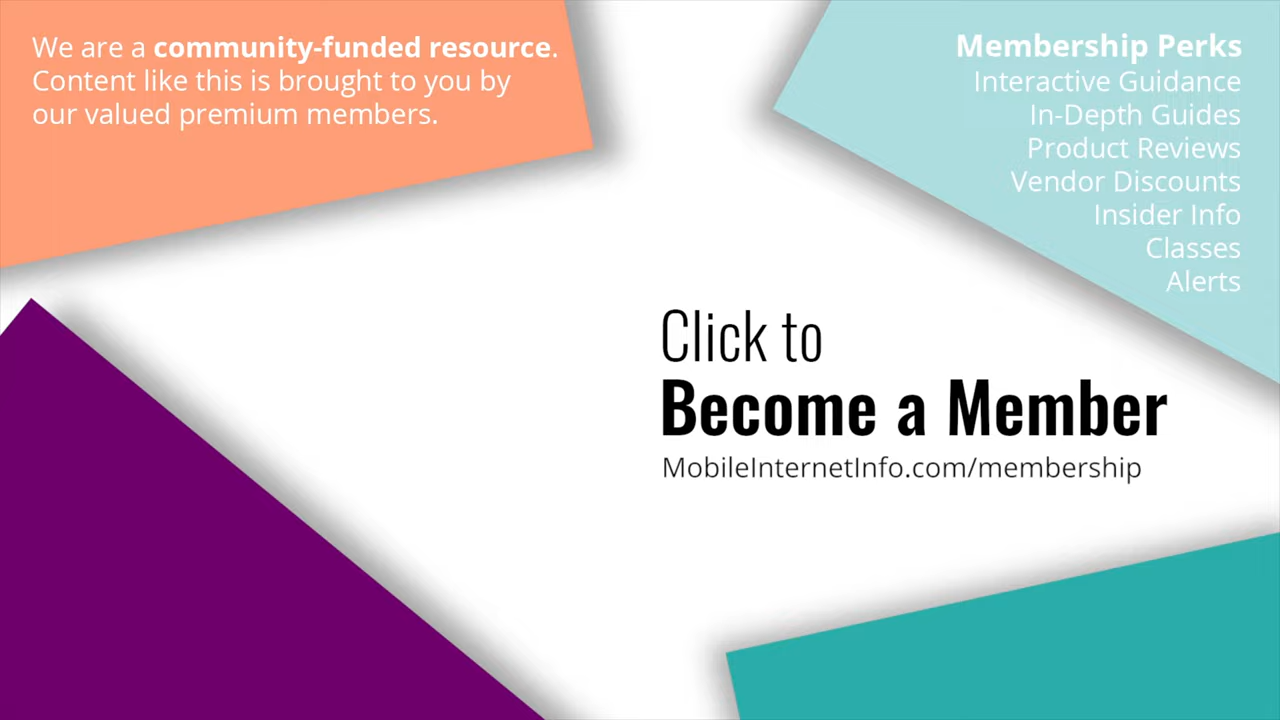 We are a community-funded resource.
Content like this is brought to you by
our valued premium members.
Membership Perks
Interactive Guidance
In-Depth Guides
Product Reviews
Vendor Discounts
Insider Info
Classes
Alerts
Click to
Become a Member
MobileInternetInfo.com/membership